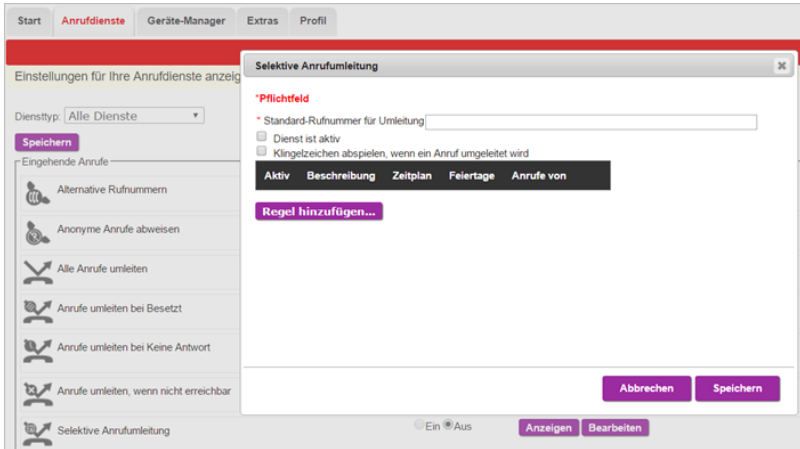 Start Anrufdienste Geräte-Manager Extras Profil
Einstellungen für Ihre Anrufdienste anzeig
Diensttyp: Alle Dienste
Speichern
Eingehende Anrufe
Alternative Rufnummern
Anonyme Anrufe abweisen
Alle Anrufe umleiten
Anrufe umleiten bei Besetzt
Anrufe umleiten bei Keine Antwort
Anrufe umleiten, wenn nicht erreichbar
Selektive Anrufumleitung Ein Aus Anzeigen Bearbeiten
Selektive Anrufumleitung
*Pflichtfeld
* Standard-Rufnummer für Umleitung
Dienst ist aktiv
Klingelzeichen abspielen, wenn ein Anruf umgeleitet wird
Aktiv Beschreibung Zeitplan Feiertage Anrufe von
Regel hinzufügen...
Abbrechen Speichern